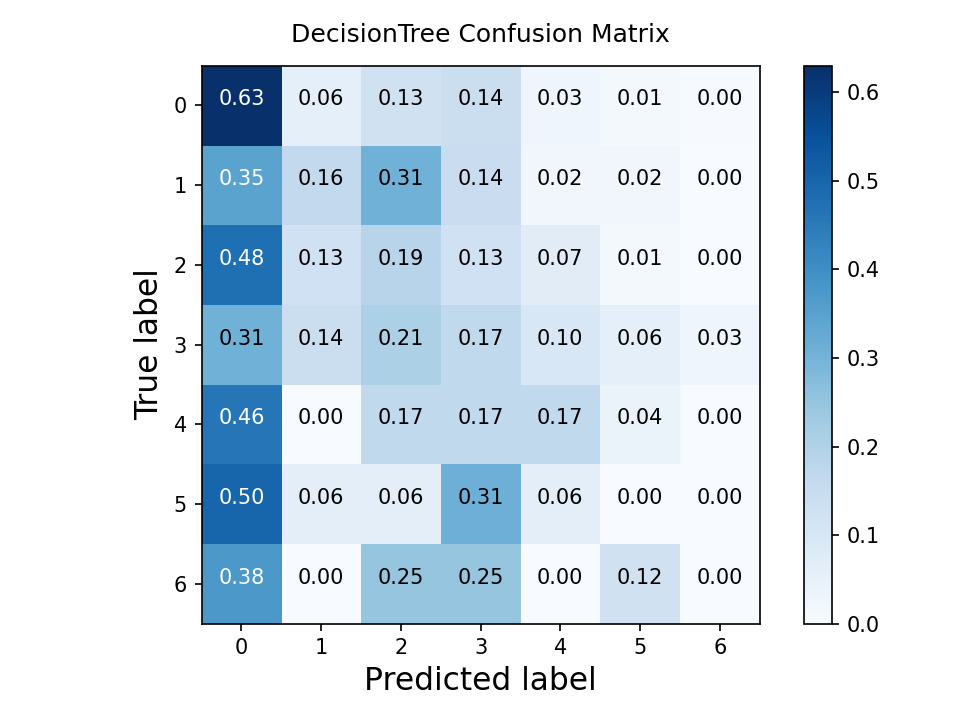 DecisionTree Confusion Matrix
0 0.63 0.06 0.13 0.14 0.03 0.01 0.00
1 0.35 0.16 0.31 0.14 0.02 0.02 0.00
2 0.48 0.13 0.19 0.13 0.07 0.01 0.00
3 0.31 0.14 0.21 0.17 0.10 0.06 0.03
4 0.46 0.00 0.17 0.17 0.17 0.04 0.00
5 0.50 0.06 0.06 0.31 0.06 0.00 0.00
6 0.38 0.00 0.25 0.25 0.00 0.12 0.00
0 1 2 3 4 5 6
True label
Predicted label
0.6
0.5
0.4
0.3
0.2
0.1
0.0